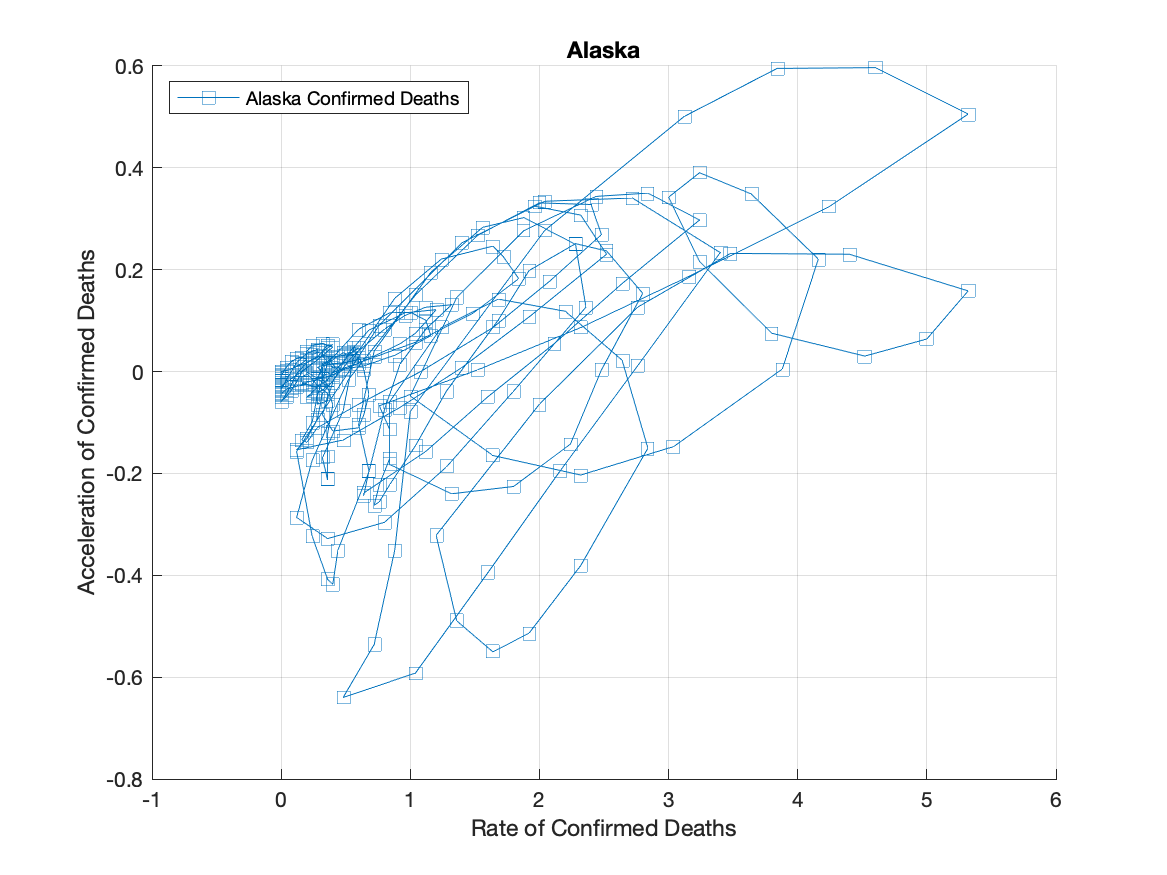 Alaska
Alaska Confirmed Deaths
0.6
0.4
0.2
0
-0.2
-0.4
-0.6
-0.8
Acceleration of Confirmed Deaths
-1 0 1 2 3 4 5 6
Rate of Confirmed Deaths